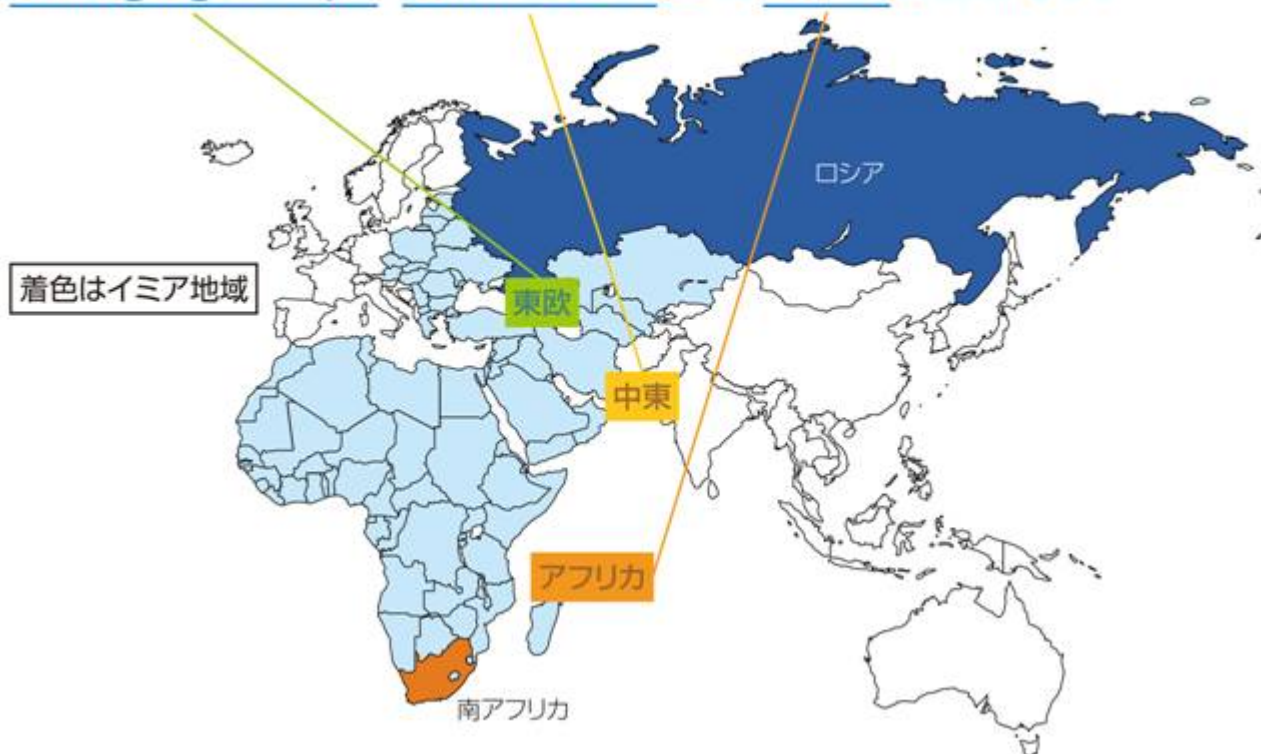 ロシア
着色はイミア地域
東欧
中東
アフリカ
南アフリカ